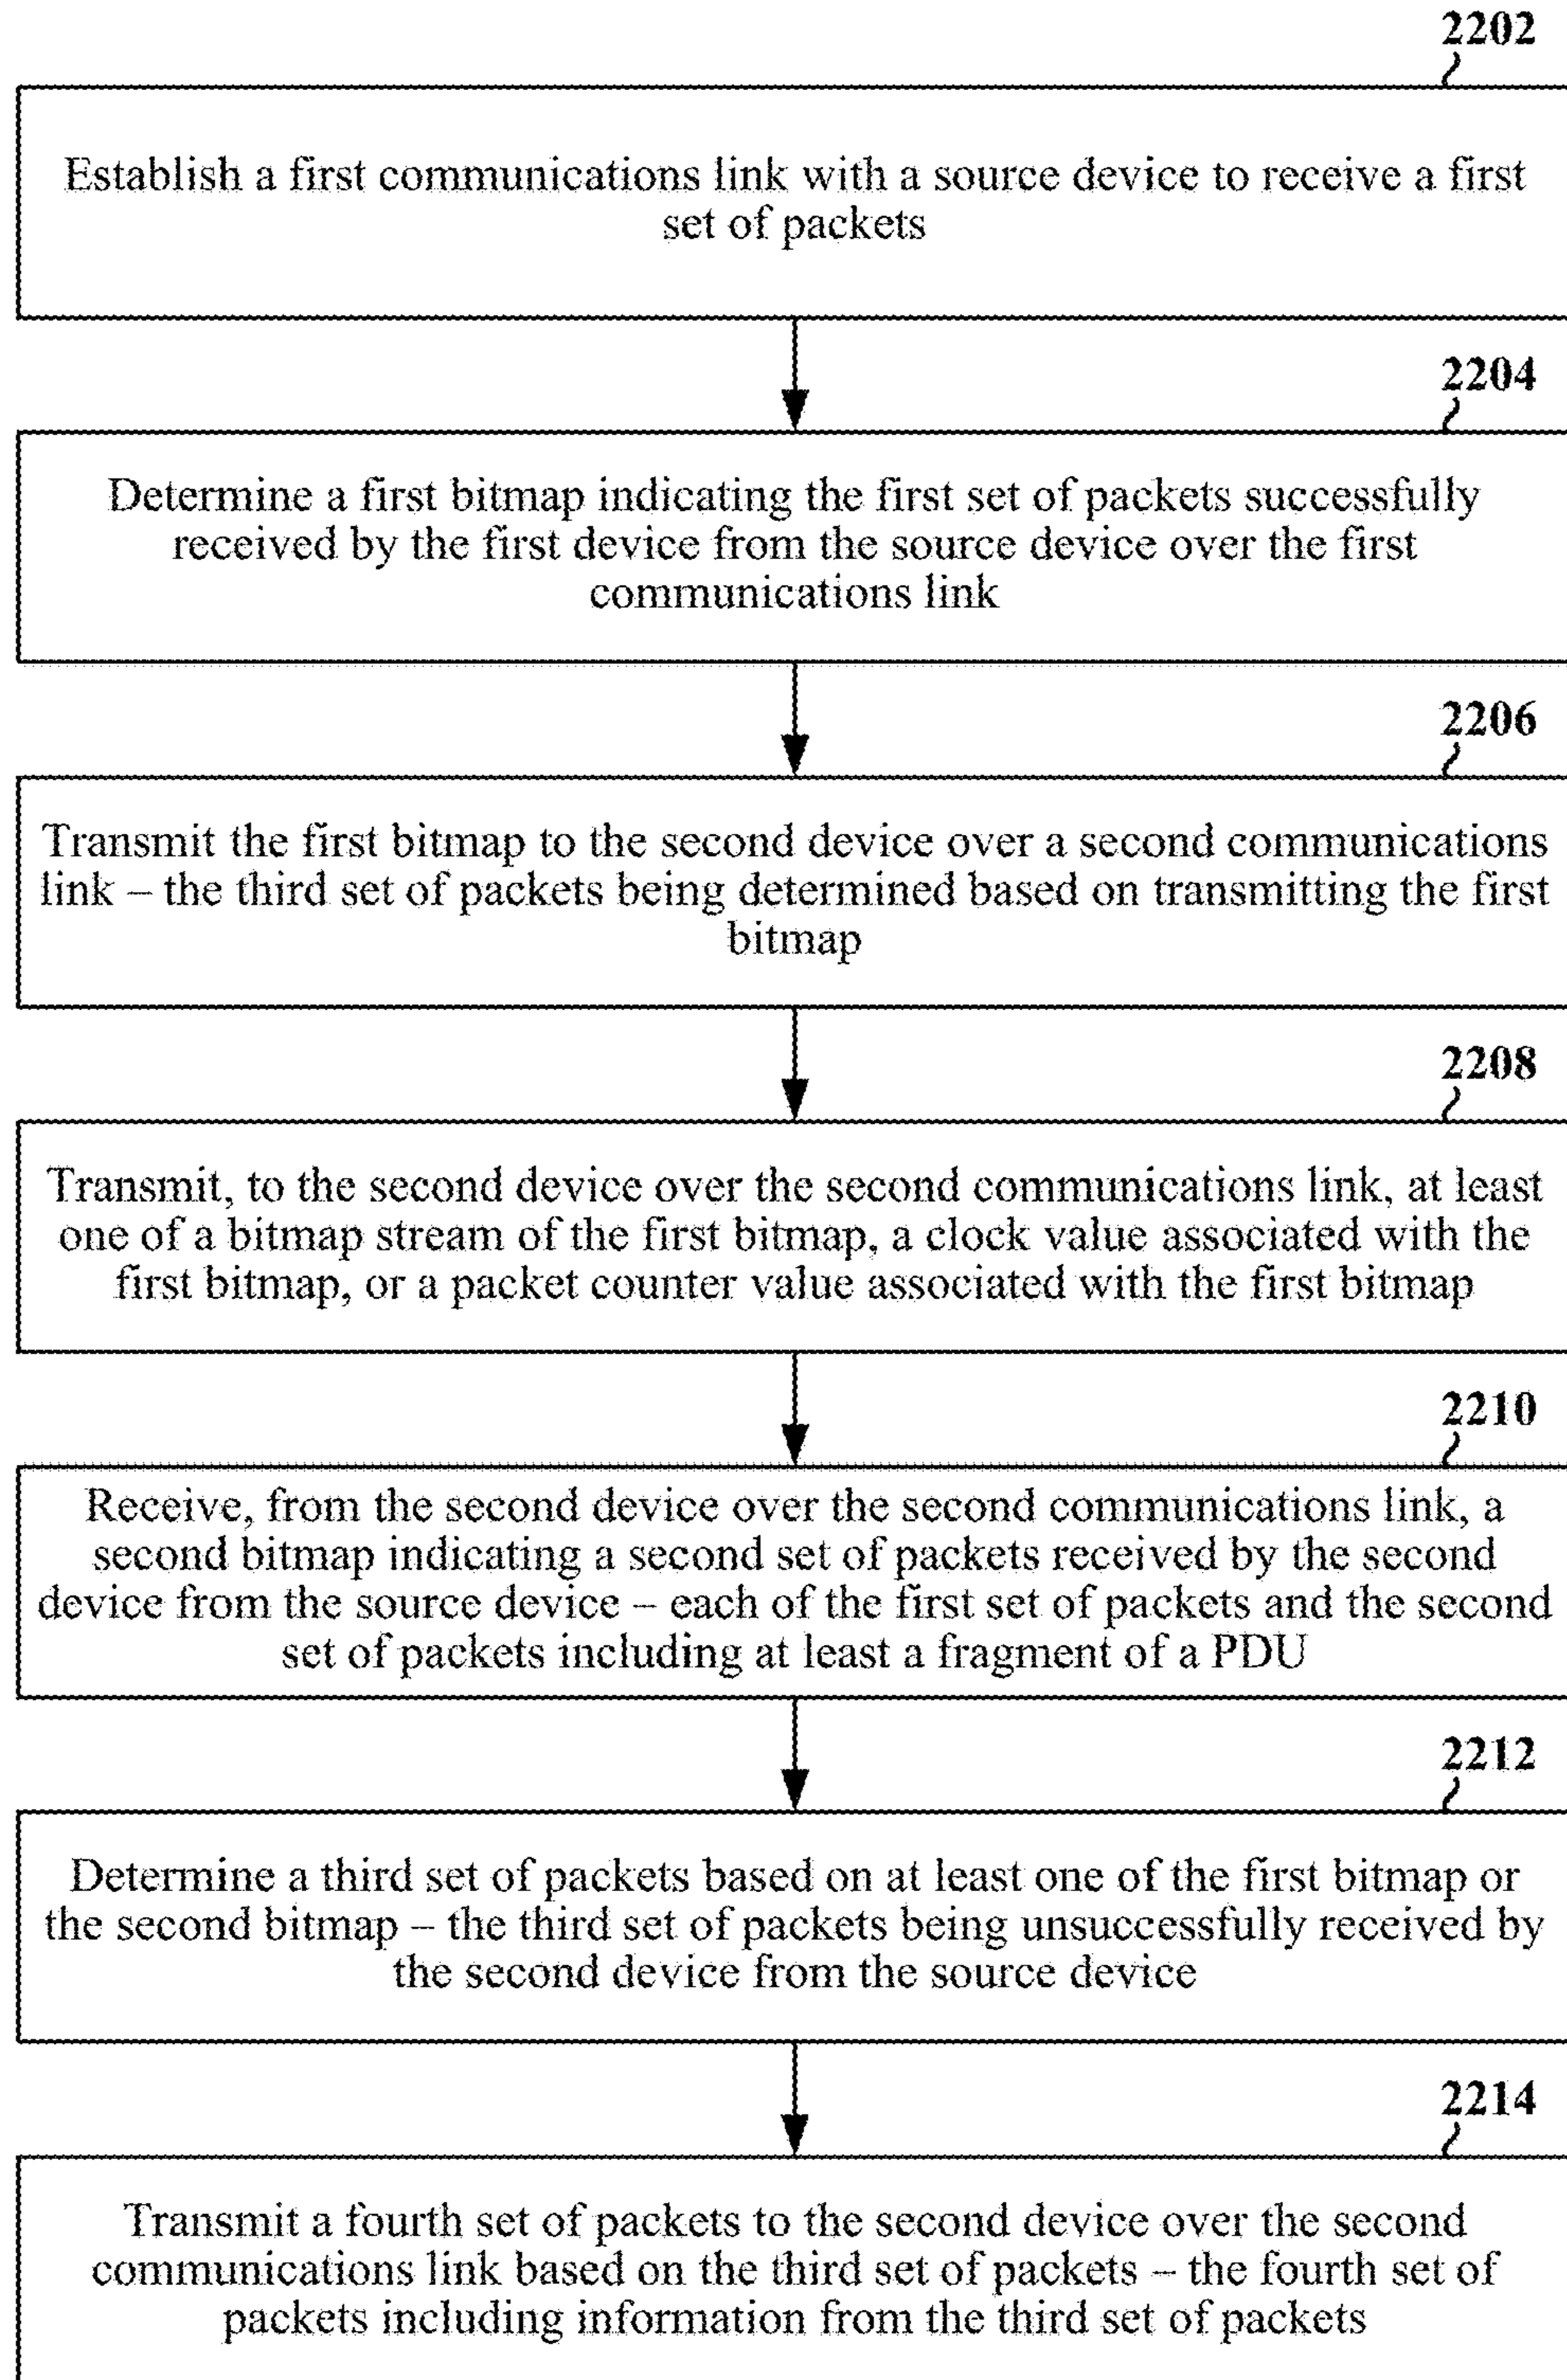 2202
Establish a first communications link with a source device to receive a first
set of packets
2204
Determine a first bitmap indicating the first set of packets successfully
received by the first device from the source device over the first
communications link
2206
Transmit the first bitmap to the second device over a second communications
link – the third set of packets being determined based on transmitting the first
bitmap
2208
Transmit, to the second device over the second communications link, at least
one of a bitmap stream of the first bitmap, a clock value associated with the
first bitmap, or a packet counter value associated with the first bitmap
2210
Receive, from the second device over the second communications link, a
second bitmap indicating a second set of packets received by the second
device from the source device – each of the first set of packets and the second
set of packets including at least a fragment of a PDU
2212
Determine a third set of packets based on at least one of the first bitmap or
the second bitmap – the third set of packets being unsuccessfully received by
the second device from the source device
2214
Transmit a fourth set of packets to the second device over the second
communications link based on the third set of packets – the fourth set of
packets including information from the third set of packets